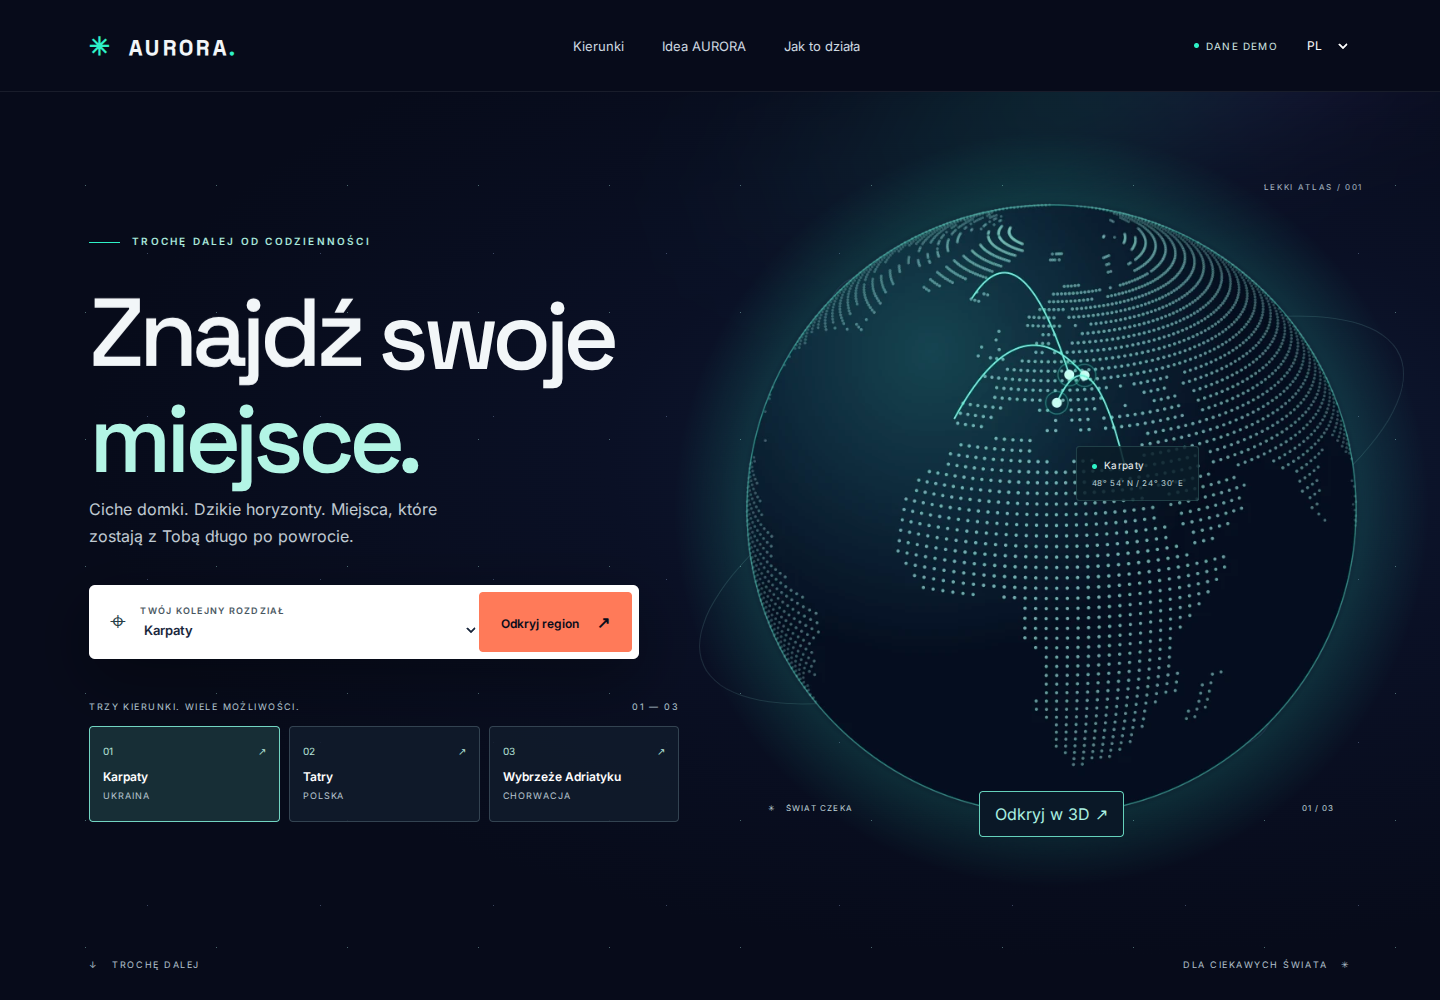 AURORA.
Kierunki
Idea AURORA
Jak to działa
DANE DEMO
PL
LEKKI ATLAS / 001
TROCHĘ DALEJ OD CODZIENNOŚCI
Znajdź swoje
miejsce.
Ciche domki. Dzikie horyzonty. Miejsca, które
zostają z Tobą długo po powrocie.
TWÓJ KOLEJNY ROZDZIAŁ
Karpaty
Odkryj region ↗
Karpaty
48° 54' N / 24° 30' E
TRZY KIERUNKI. WIELE MOŻLIWOŚCI.
01 — 03
01 ↗
Karpaty
UKRAINA
02 ↗
Tatry
POLSKA
03 ↗
Wybrzeże Adriatyku
CHORWACJA
ŚWIAT CZEKA
Odkryj w 3D ↗
01 / 03
↓ TROCHĘ DALEJ
DLA CIEKAWYCH ŚWIATA